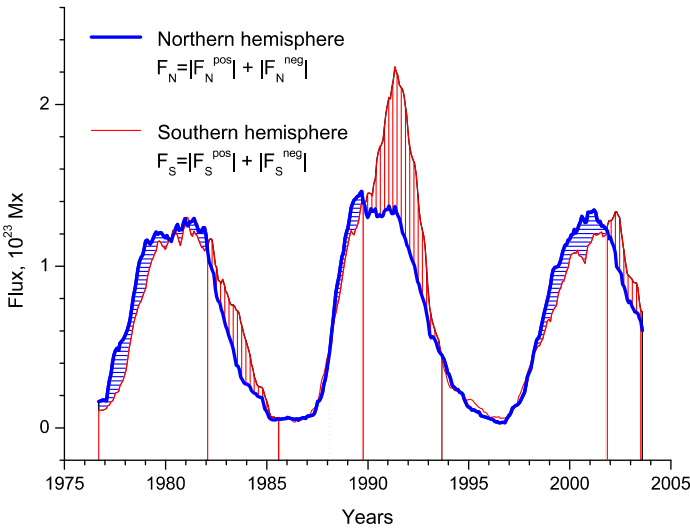 Northern hemisphere
F_N=|F_N^pos| + |F_N^neg|
Southern hemisphere
F_S=|F_S^pos| + |F_S^neg|
Flux, 10^23 Mx
2
1
0
1975 1980 1985 1990 1995 2000 2005
Years